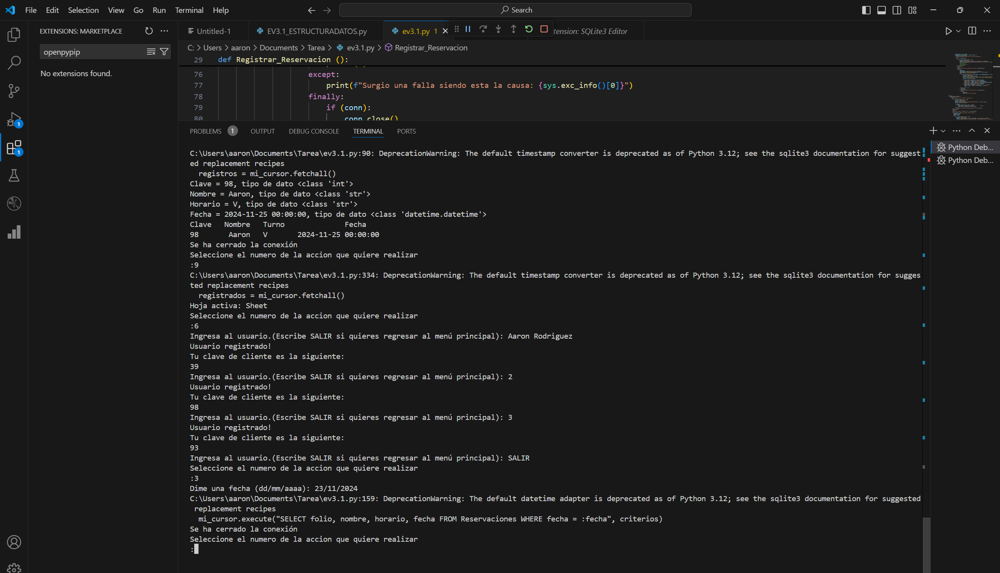 File Edit Selection View Go Run Terminal Help
Search
EXTENSIONS: MARKETPLACE
openpypip
No extensions found.
1
1
Untitled-1
EV3.1_ESTRUCTURADATOS.py
ev3.1.py 1
tension: SQLite3 Editor
C: > Users > aaron > Documents > Tarea > ev3.1.py > Registrar_Reservacion
29 def Registrar_Reservacion ():
76 except:
77 print(f"Surgio una falla siendo esta la causa: {sys.exc_info()[0]}")
78 finally:
79 if (conn):
80 conn.close()
PROBLEMS 1 OUTPUT DEBUG CONSOLE TERMINAL PORTS
Python Deb...
Python Deb...
C:\Users\aaron\Documents\Tarea\ev3.1.py:90: DeprecationWarning: The default timestamp converter is deprecated as of Python 3.12; see the sqlite3 documentation for suggest
ed replacement recipes
registros = mi_cursor.fetchall()
Clave = 98, tipo de dato <class 'int'>
Nombre = Aaron, tipo de dato <class 'str'>
Horario = V, tipo de dato <class 'str'>
Fecha = 2024-11-25 00:00:00, tipo de dato <class 'datetime.datetime'>
Clave Nombre Turno Fecha
98 Aaron V 2024-11-25 00:00:00
Se ha cerrado la conexión
Seleccione el numero de la accion que quiere realizar
:9
C:\Users\aaron\Documents\Tarea\ev3.1.py:334: DeprecationWarning: The default timestamp converter is deprecated as of Python 3.12; see the sqlite3 documentation for sugges
ted replacement recipes
registrados = mi_cursor.fetchall()
Hoja activa: Sheet
Seleccione el numero de la accion que quiere realizar
:6
Ingresa al usuario.(Escribe SALIR si quieres regresar al menú principal): Aaron Rodriguez
Usuario registrado!
Tu clave de cliente es la siguiente:
39
Ingresa al usuario.(Escribe SALIR si quieres regresar al menú principal): 2
Usuario registrado!
Tu clave de cliente es la siguiente:
98
Ingresa al usuario.(Escribe SALIR si quieres regresar al menú principal): 3
Usuario registrado!
Tu clave de cliente es la siguiente:
93
Ingresa al usuario.(Escribe SALIR si quieres regresar al menú principal): SALIR
Seleccione el numero de la accion que quiere realizar
:3
Dime una fecha (dd/mm/aaaa): 23/11/2024
C:\Users\aaron\Documents\Tarea\ev3.1.py:159: DeprecationWarning: The default datetime adapter is deprecated as of Python 3.12; see the sqlite3 documentation for suggested
replacement recipes
mi_cursor.execute("SELECT folio, nombre, horario, fecha FROM Reservaciones WHERE fecha = :fecha", criterios)
Se ha cerrado la conexión
Seleccione el numero de la accion que quiere realizar
: